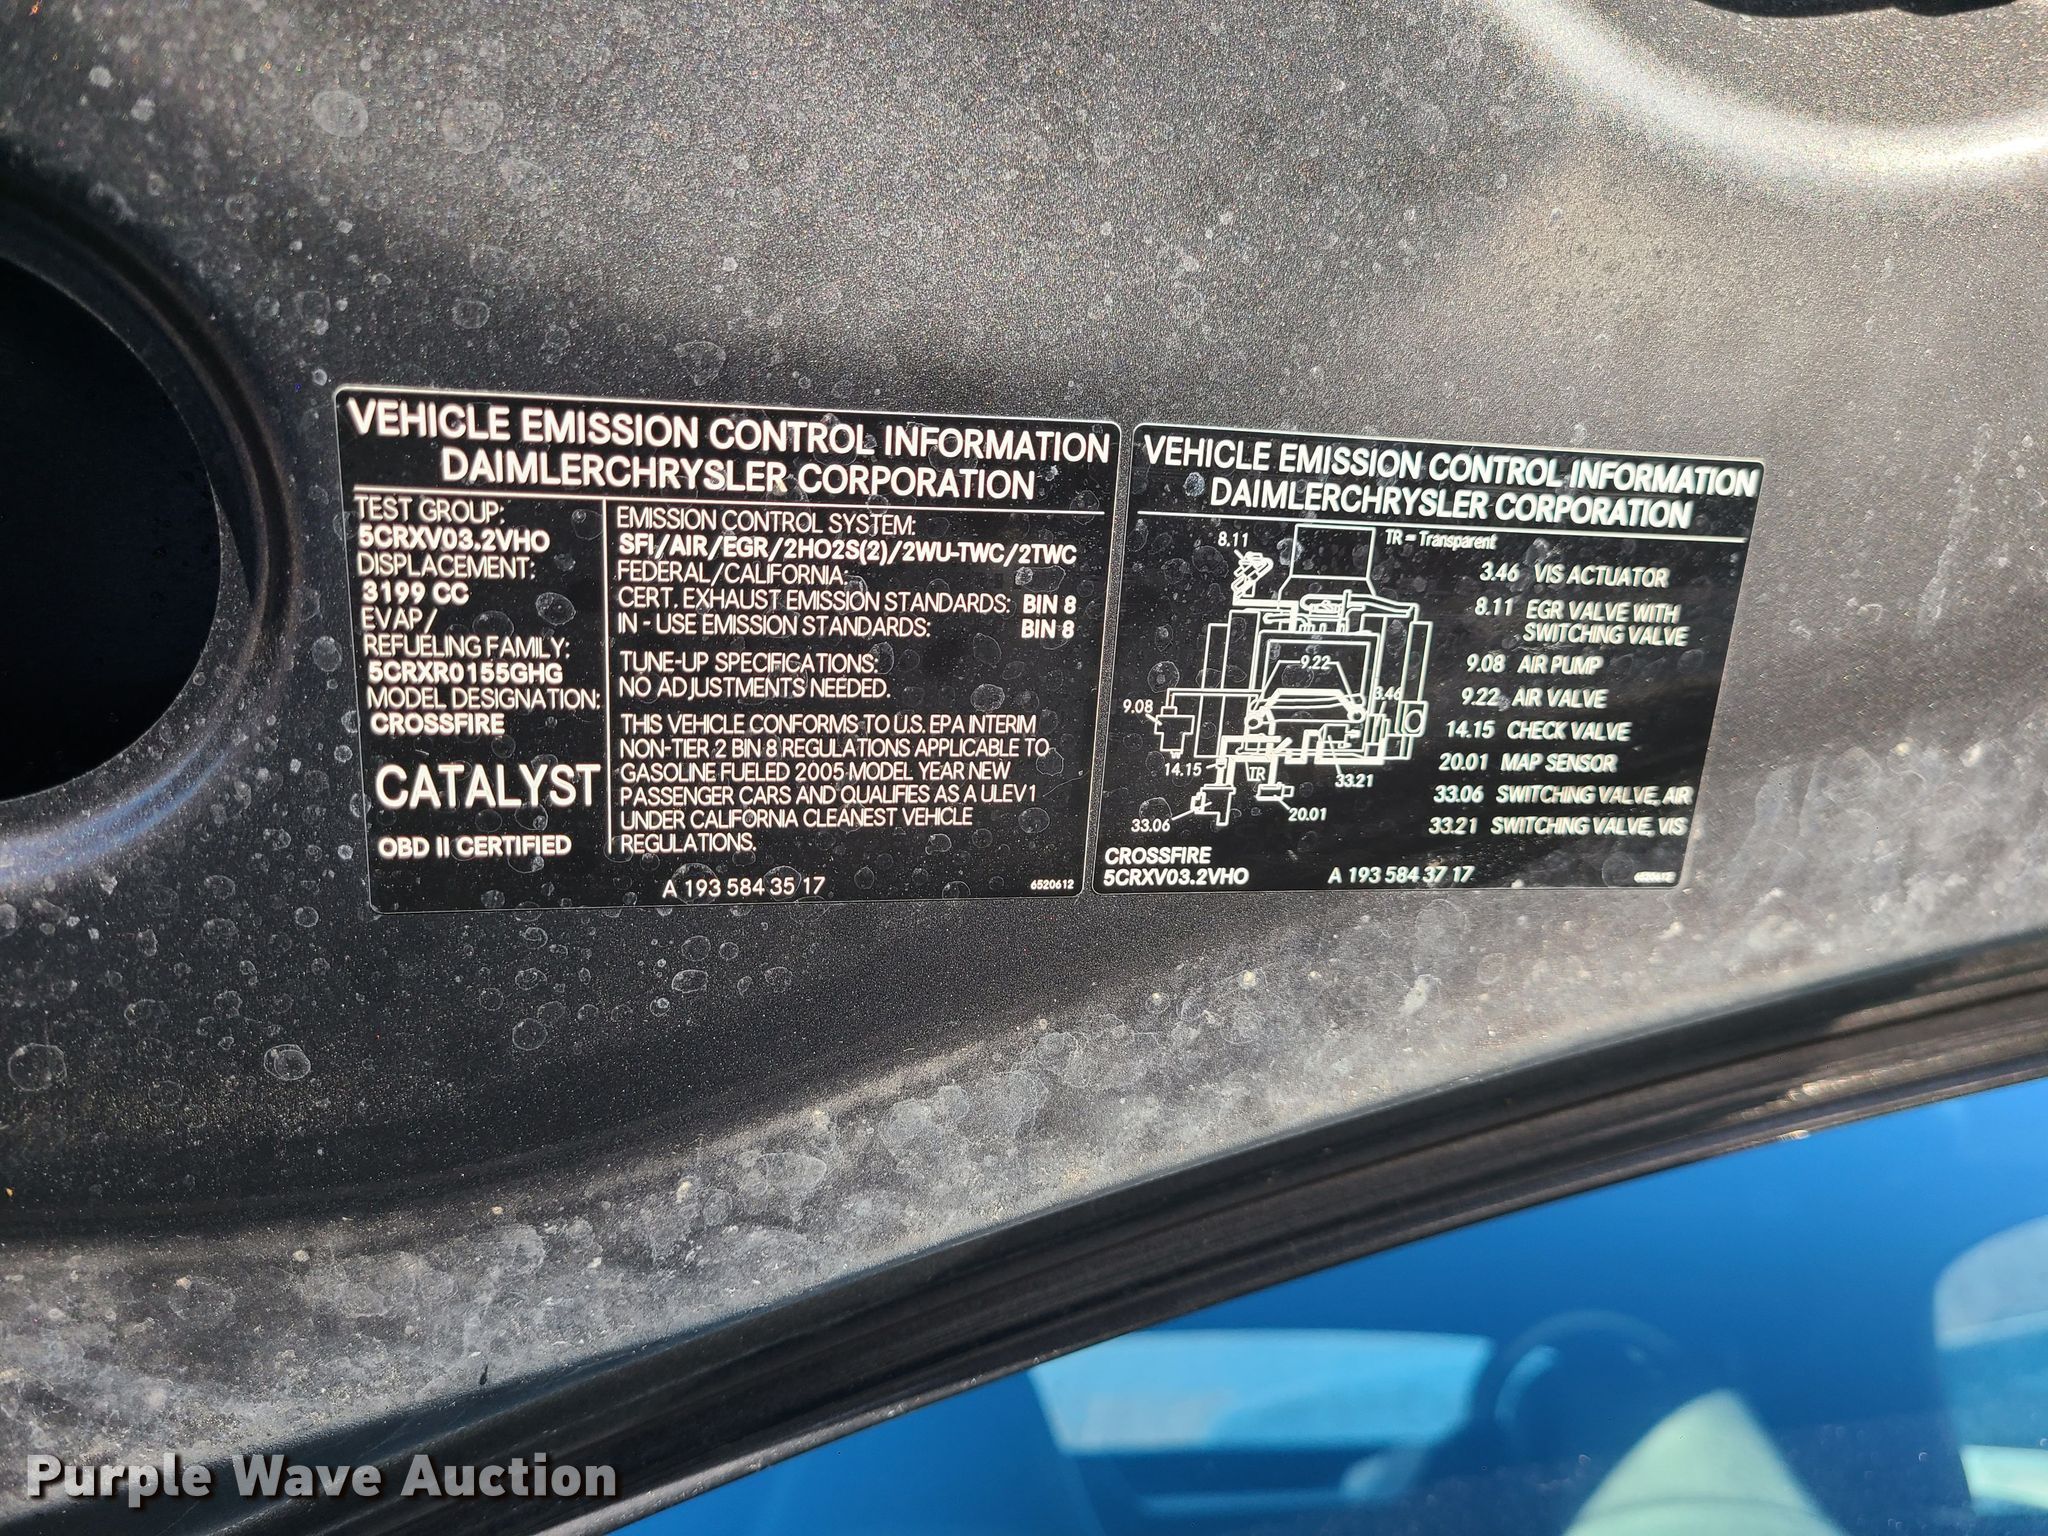 VEHICLE EMISSION CONTROL INFORMATION
DAIMLERCHRYSLER CORPORATION
TEST GROUP:
5CRXV03.2VHO
DISPLACEMENT:
3199 CC
EVAP/
REFUELING FAMILY:
5CRXR0155GHG
MODEL DESIGNATION:
CROSSFIRE
CATALYST
OBD II CERTIFIED
EMISSION CONTROL SYSTEM:
SFI/AIR/EGR/2HO2S(2)/2WU-TWC/2TWC
FEDERAL/CALIFORNIA:
CERT. EXHAUST EMISSION STANDARDS: BIN 8
IN - USE EMISSION STANDARDS: BIN 8
TUNE-UP SPECIFICATIONS:
NO ADJUSTMENTS NEEDED.
THIS VEHICLE CONFORMS TO U.S. EPA INTERIM
NON-TIER 2 BIN 8 REGULATIONS APPLICABLE TO
GASOLINE FUELED 2005 MODEL YEAR NEW
PASSENGER CARS AND QUALIFIES AS A ULEV1
UNDER CALIFORNIA CLEANEST VEHICLE
REGULATIONS.
A 193 584 35 17
6520612
VEHICLE EMISSION CONTROL INFORMATION
DAIMLERCHRYSLER CORPORATION
TR = Transparent
8.11
9.22
3.46
9.08
14.15
TR
33.21
20.01
33.06
3.46 VIS ACTUATOR
8.11 EGR VALVE WITH
SWITCHING VALVE
9.08 AIR PUMP
9.22 AIR VALVE
14.15 CHECK VALVE
20.01 MAP SENSOR
33.06 SWITCHING VALVE, AIR
33.21 SWITCHING VALVE, VIS
CROSSFIRE
5CRXV03.2VHO
A 193 584 37 17
6520612
Purple Wave Auction